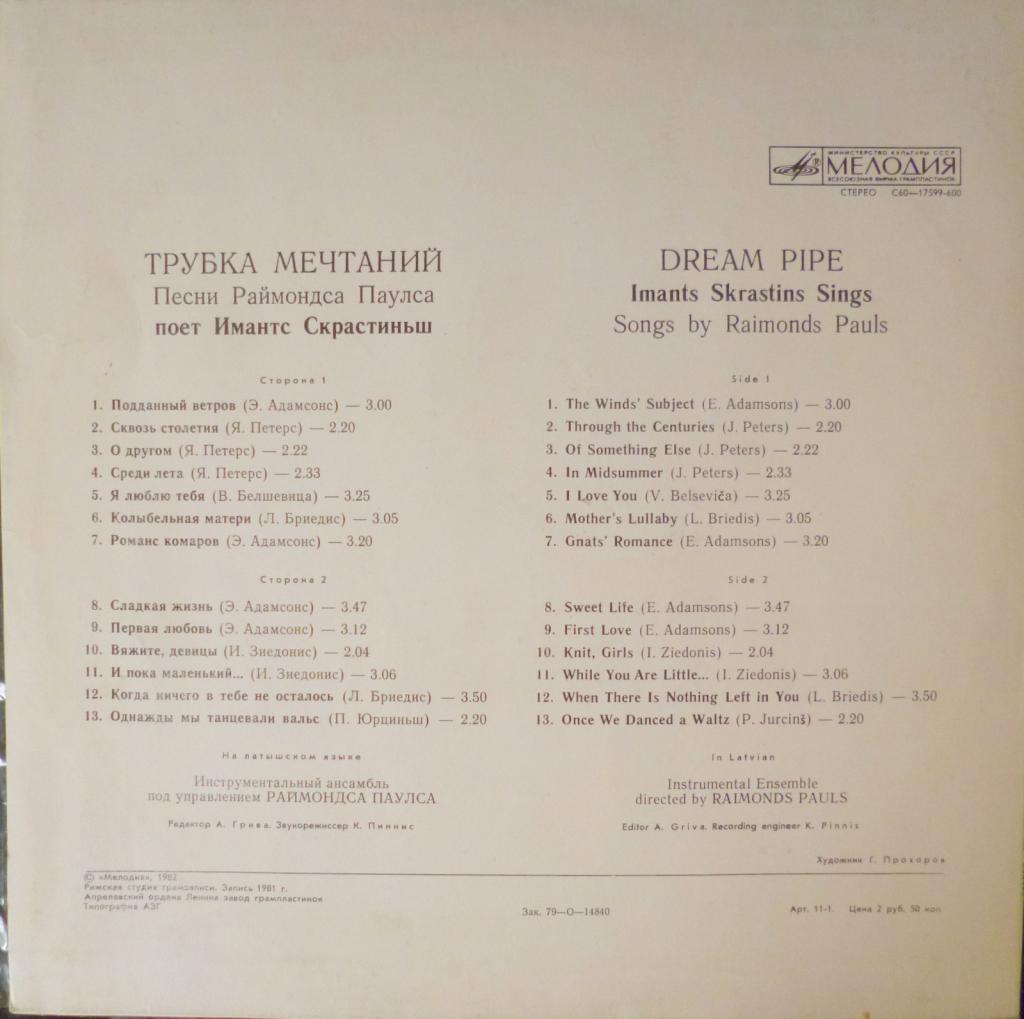 МИНИСТЕРСТВО КУЛЬТУРЫ СССР
МЕЛОДИЯ
ВСЕСОЮЗНАЯ ФИРМА ГРАМПЛАСТИНОК
СТЕРЕО С60—17599-600
ТРУБКА МЕЧТАНИЙ
Песни Раймондса Паулса
поет Имантс Скрастиньш
Сторона 1
1. Подданный ветров (Э. Адамсонс) — 3.00
2. Сквозь столетия (Я. Петерс) — 2.20
3. О другом (Я. Петерс) — 2.22
4. Среди лета (Я. Петерс) — 2.33
5. Я люблю тебя (В. Белшевица) — 3.25
6. Колыбельная матери (Л. Бриедис) — 3.05
7. Романс комаров (Э. Адамсонс) — 3.20
Сторона 2
8. Сладкая жизнь (Э. Адамсонс) — 3.47
9. Первая любовь (Э. Адамсонс) — 3.12
10. Вяжите, девицы (И. Зиедонис) — 2.04
11. И пока маленький... (И. Зиедонис) — 3.06
12. Когда ничего в тебе не осталось (Л. Бриедис) — 3.50
13. Однажды мы танцевали вальс (П. Юрциньш) — 2.20
На латышском языке
Инструментальный ансамбль
под управлением РАЙМОНДСА ПАУЛСА
Редактор А. Грива. Звукорежиссер К. Пиннис
DREAM PIPE
Imants Skrastins Sings
Songs by Raimonds Pauls
Side 1
1. The Winds' Subject (E. Adamsons) — 3.00
2. Through the Centuries (J. Peters) — 2.20
3. Of Something Else (J. Peters) — 2.22
4. In Midsummer (J. Peters) — 2.33
5. I Love You (V. Belseviča) — 3.25
6. Mother's Lullaby (L. Briedis) — 3.05
7. Gnats' Romance (E. Adamsons) — 3.20
Side 2
8. Sweet Life (E. Adamsons) — 3.47
9. First Love (E. Adamsons) — 3.12
10. Knit, Girls (I. Ziedonis) — 2.04
11. While You Are Little... (I. Ziedonis) — 3.06
12. When There Is Nothing Left in You (L. Briedis) — 3.50
13. Once We Danced a Waltz (P. Jurcinš) — 2.20
In Latvian
Instrumental Ensemble
directed by RAIMONDS PAULS
Editor A. Griva. Recording engineer K. Pinnis
Художник Г. Прохоров
© «Мелодия», 1982
Рижская студия грамзаписи. Запись 1981 г.
Апрелевский ордена Ленина завод грампластинок
Типография АЗГ
Зак. 79—О—14840
Арт. 11-1. Цена 2 руб. 50 коп.